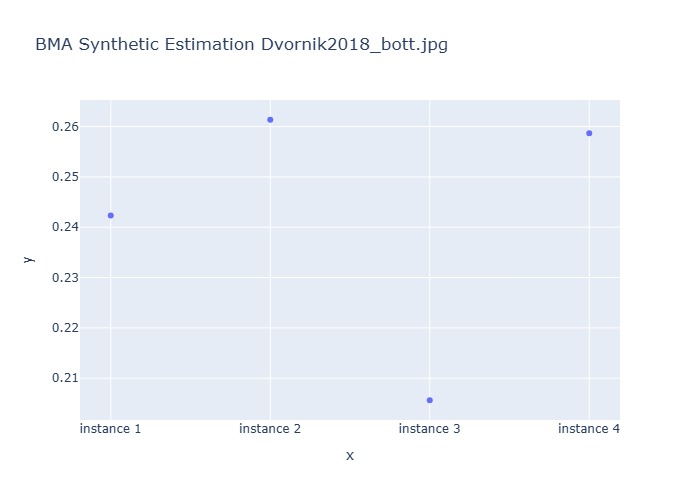 BMA Synthetic Estimation Dvornik2018_bott.jpg
0.26
0.25
0.24
0.23
0.22
0.21
y
instance 1 instance 2 instance 3 instance 4
x